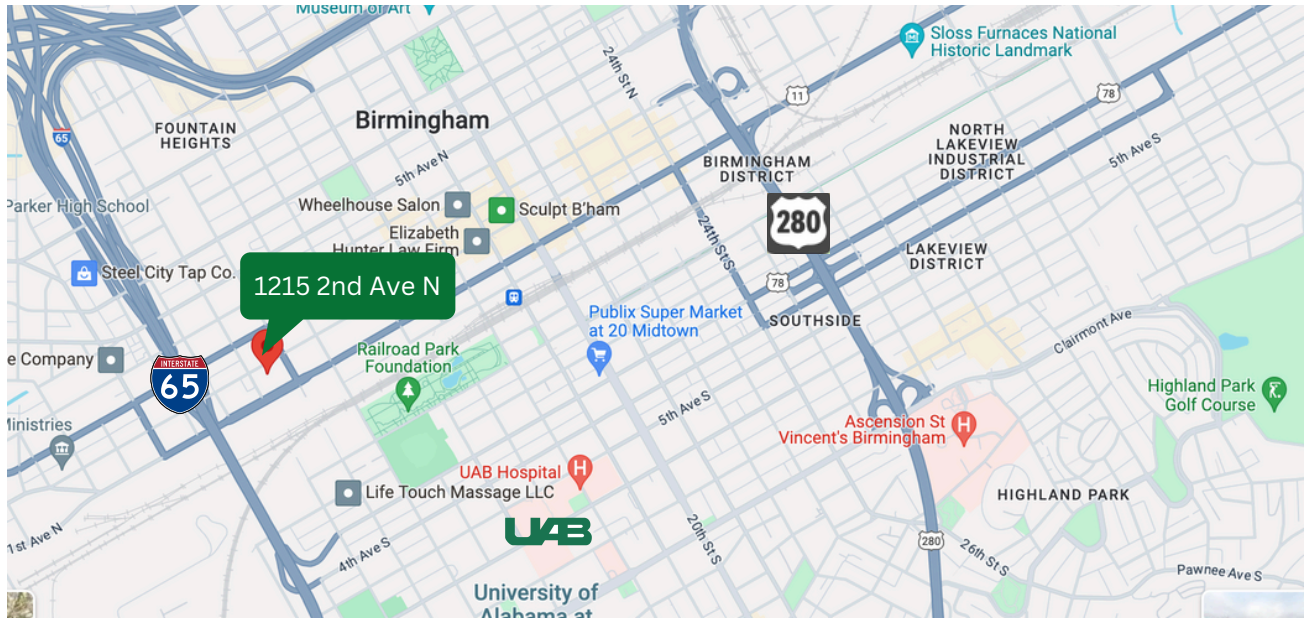 Museum of Art
Sloss Furnaces National
Historic Landmark
24th St N
11
78
65
FOUNTAIN
HEIGHTS
Birmingham
5th Ave N
BIRMINGHAM
DISTRICT
NORTH
LAKEVIEW
INDUSTRIAL
DISTRICT
5th Ave S
Parker High School
Wheelhouse Salon
Sculpt B'ham
Elizabeth
Hunter Law Firm
280
24th St S
LAKEVIEW
DISTRICT
Steel City Tap Co.
1215 2nd Ave N
78
Publix Super Market
at 20 Midtown
SOUTHSIDE
Clairmont Ave
e Company
INTERSTATE
65
Railroad Park
Foundation
Highland Park
Golf Course
5th Ave S
Ascension St
Vincent's Birmingham
H
Ministries
UAB Hospital
H
Life Touch Massage LLC
HIGHLAND PARK
UAB
1st Ave N
4th Ave S
20th St S
280
26th St S
Pawnee Ave S
University of
Alabama at